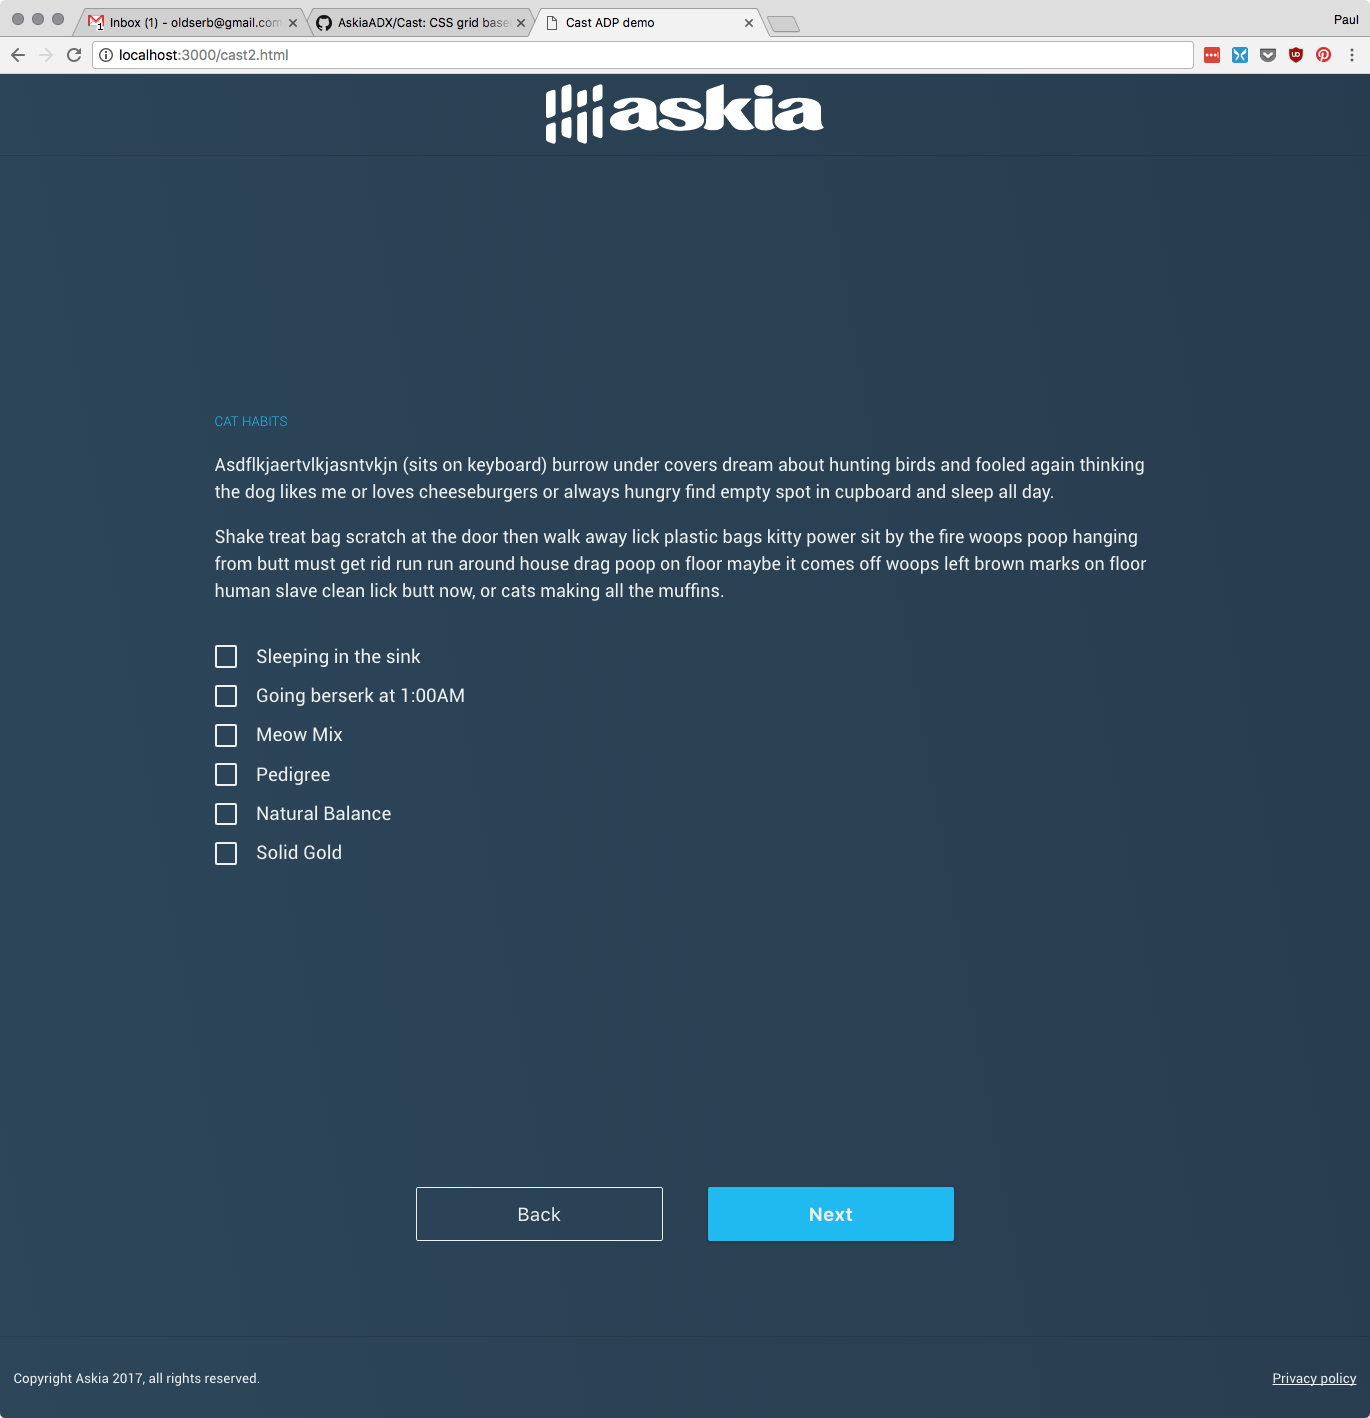 Inbox (1) - oldserb@gmail.com
AskiaADX/Cast: CSS grid base
Cast ADP demo
Paul
localhost:3000/cast2.html
askia
CAT HABITS
Asdflkjaertvlkjasntvkjn (sits on keyboard) burrow under covers dream about hunting birds and fooled again thinking
the dog likes me or loves cheeseburgers or always hungry find empty spot in cupboard and sleep all day.
Shake treat bag scratch at the door then walk away lick plastic bags kitty power sit by the fire woops poop hanging
from butt must get rid run run around house drag poop on floor maybe it comes off woops left brown marks on floor
human slave clean lick butt now, or cats making all the muffins.
Sleeping in the sink
Going berserk at 1:00AM
Meow Mix
Pedigree
Natural Balance
Solid Gold
Back
Next
Copyright Askia 2017, all rights reserved.
Privacy policy